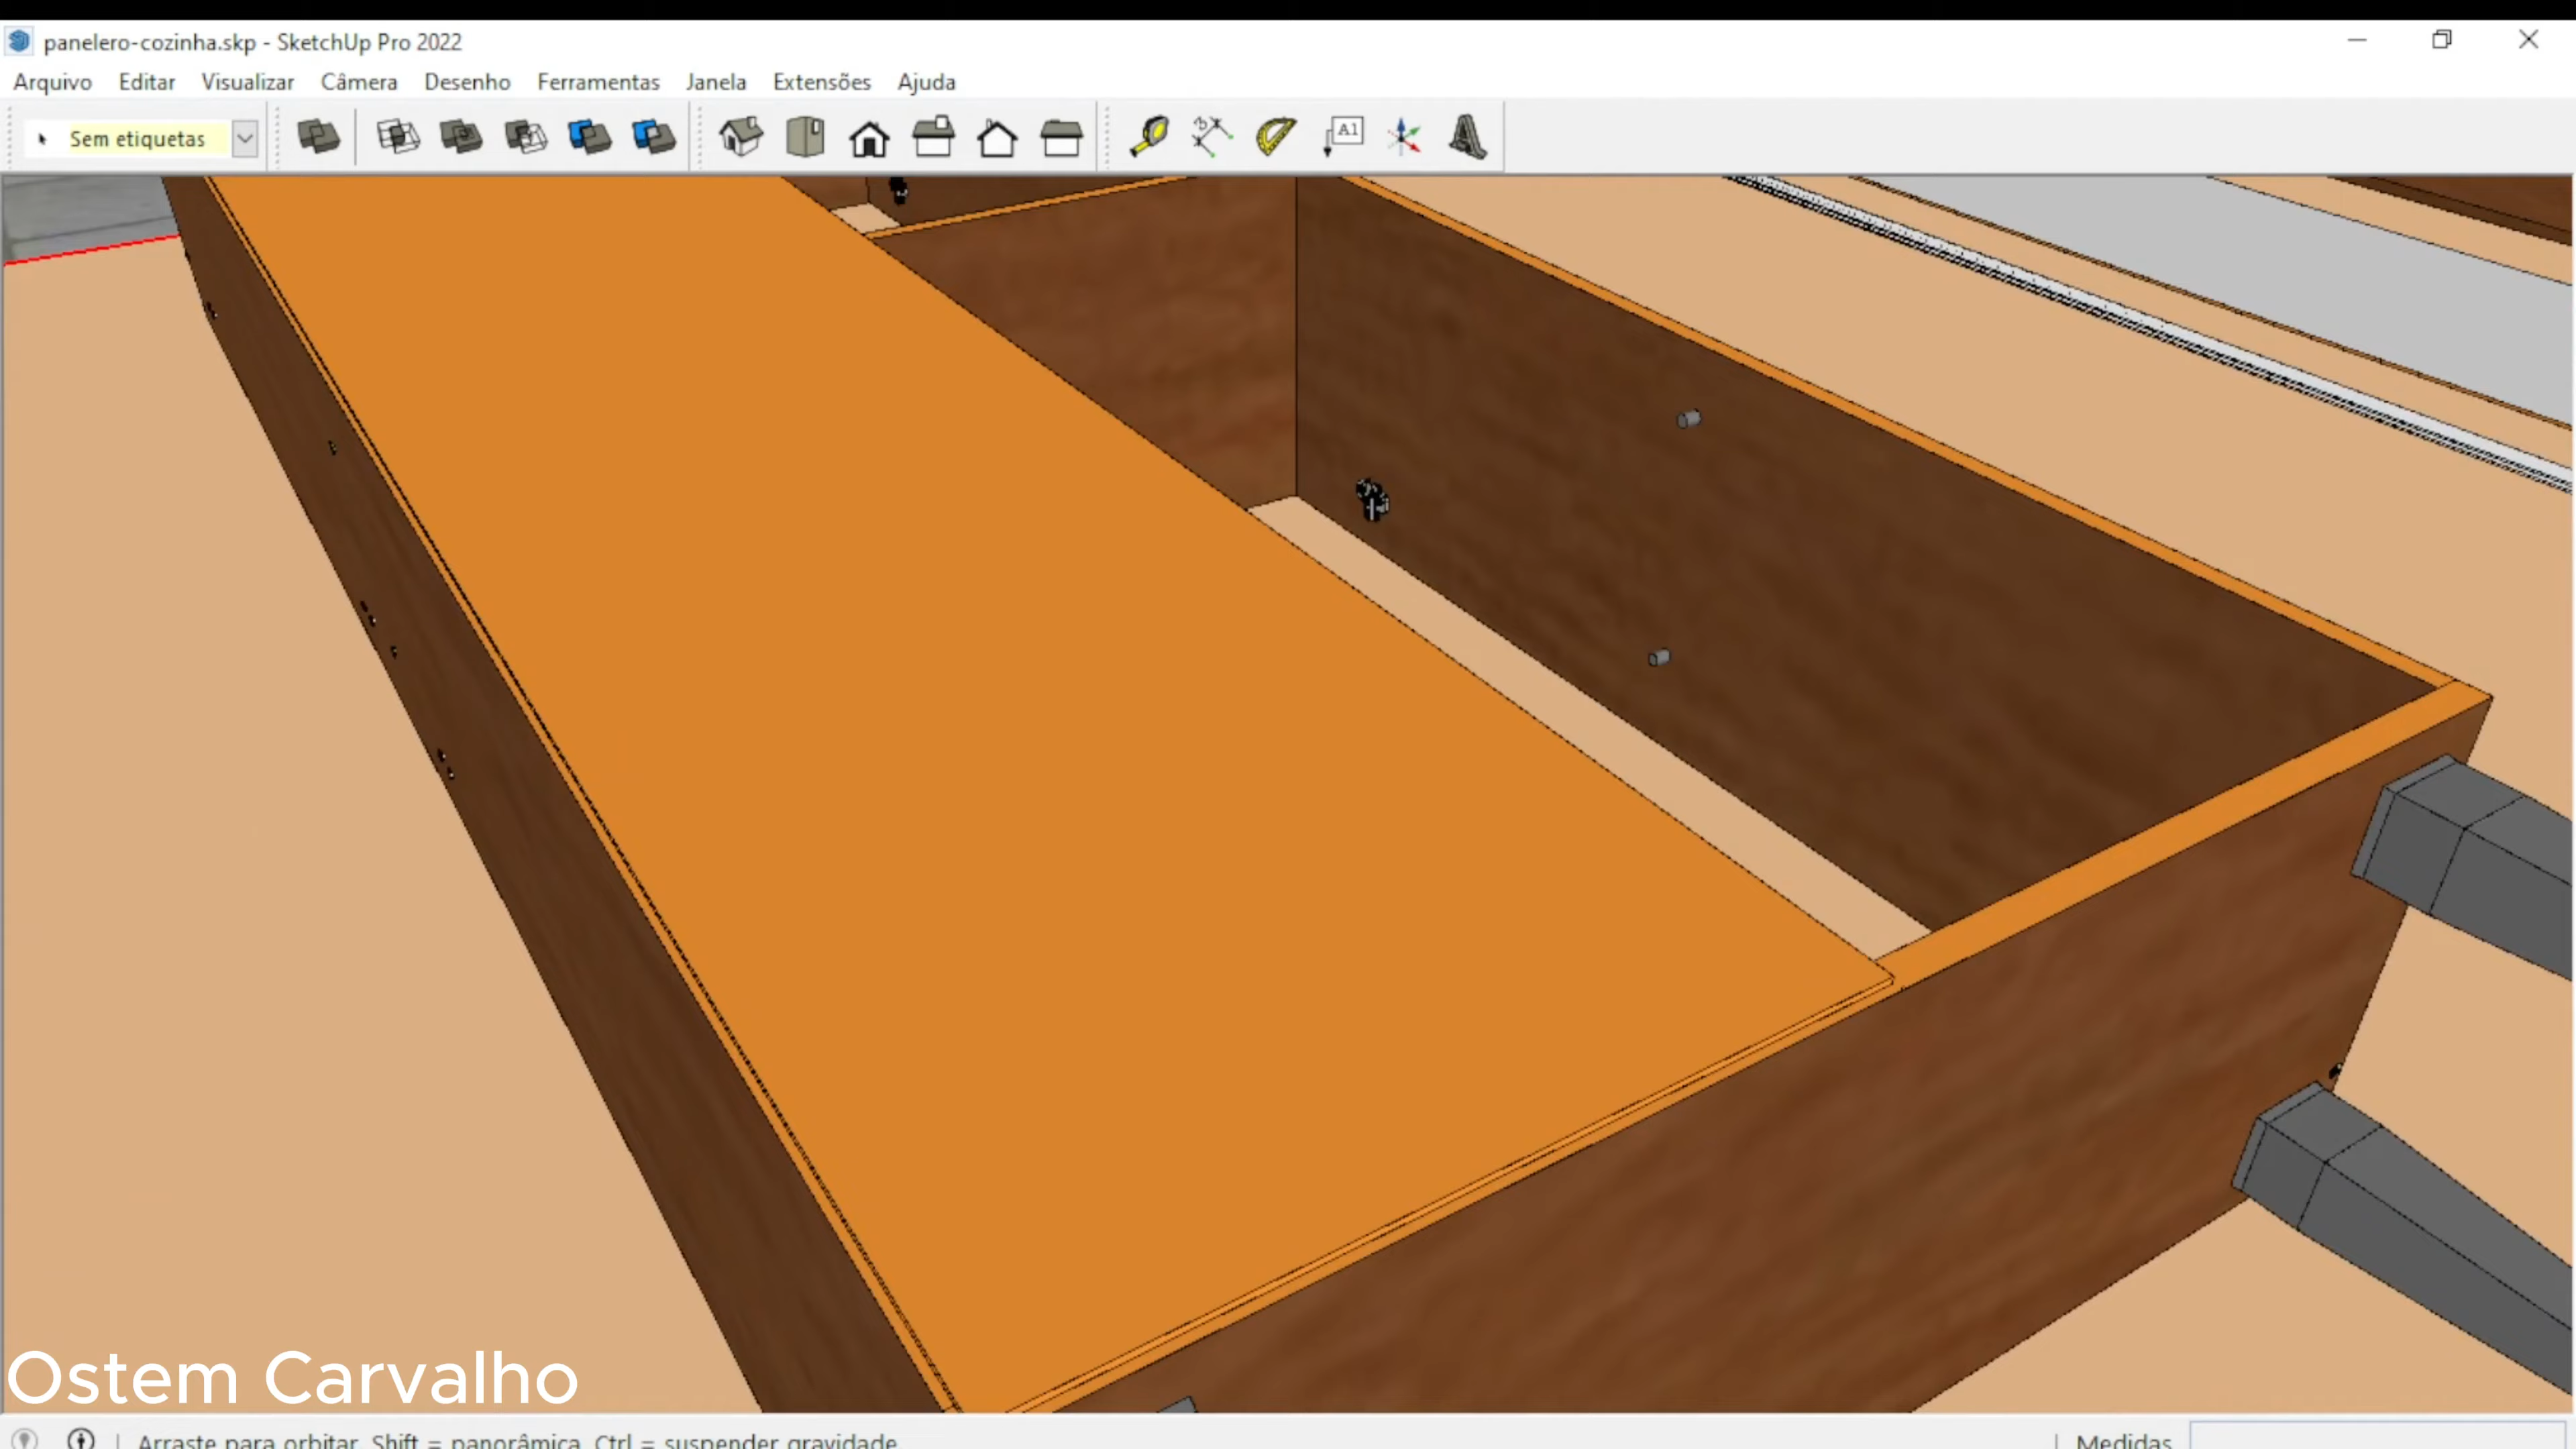 panelero-cozinha.skp - SketchUp Pro 2022
Arquivo Editar Visualizar Câmera Desenho Ferramentas Janela Extensões Ajuda
Sem etiquetas
A1
Ostem Carvalho
Arraste para orbitar. Shift = panorâmica, Ctrl = suspender gravidade
Medidas